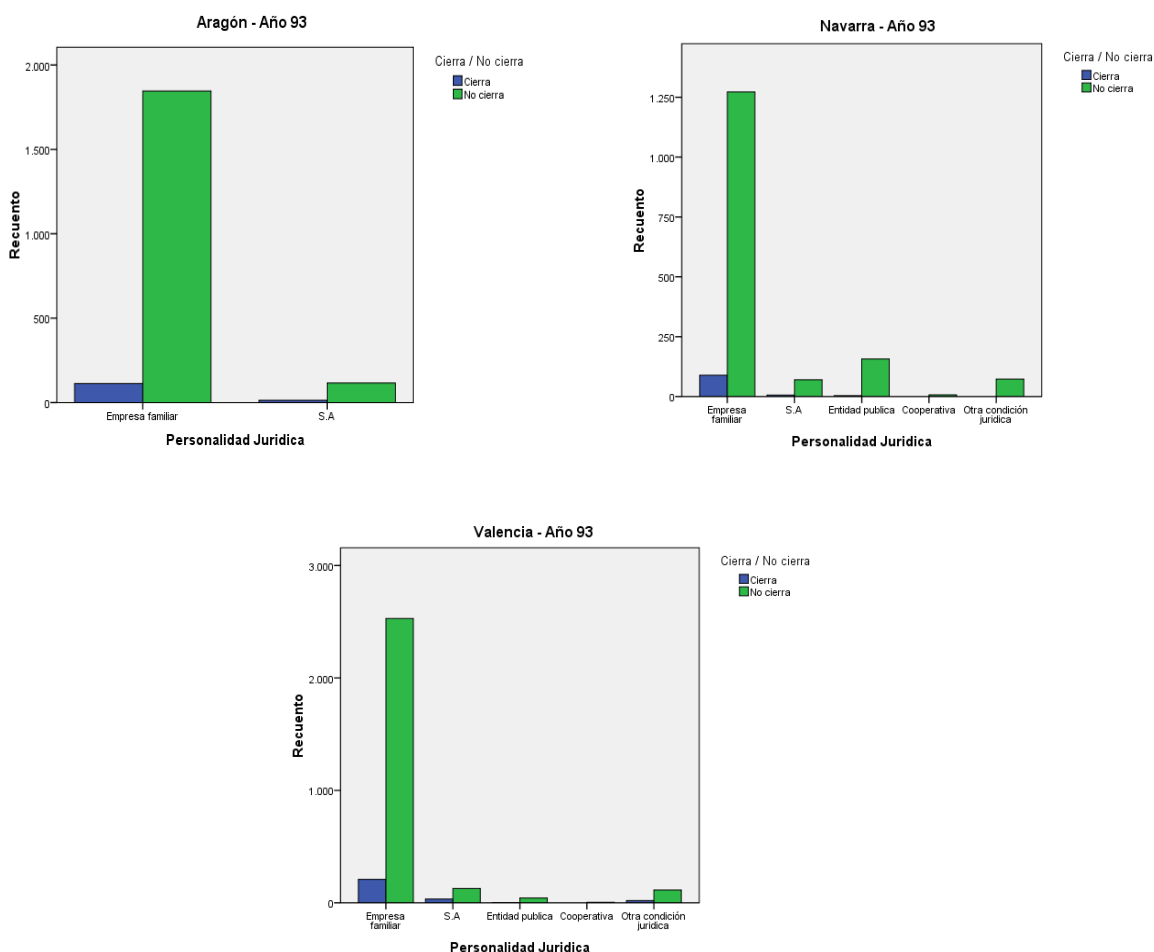 Aragón - Año 93
Cierra / No cierra
Cierra
No cierra
2.000
1.500
1.000
500
0
Recuento
Empresa familiar
S.A
Personalidad Juridica
Navarra - Año 93
Cierra / No cierra
Cierra
No cierra
1.250
1.000
750
500
250
0
Recuento
Empresa
familiar
S.A
Entidad publica
Cooperativa
Otra condición
juridica
Personalidad Juridica
Valencia - Año 93
Cierra / No cierra
Cierra
No cierra
3.000
2.000
1.000
0
Recuento
Empresa
familiar
S.A
Entidad publica
Cooperativa
Otra condición
juridica
Personalidad Juridica